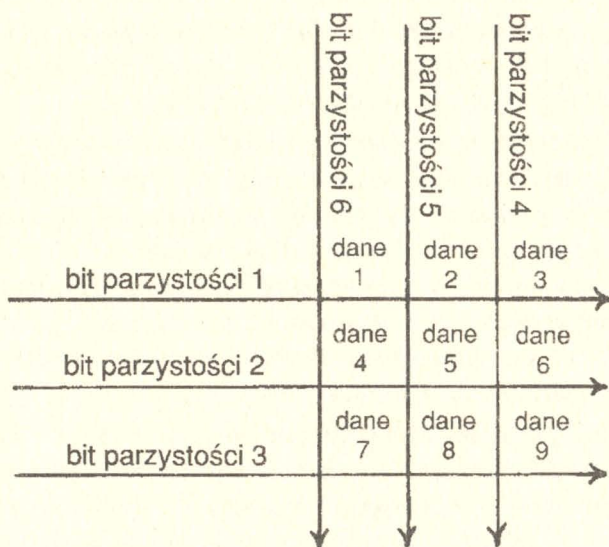 bit parzystości 6
bit parzystości 5
bit parzystości 4
bit parzystości 1
dane
1
dane
2
dane
3
bit parzystości 2
dane
4
dane
5
dane
6
bit parzystości 3
dane
7
dane
8
dane
9